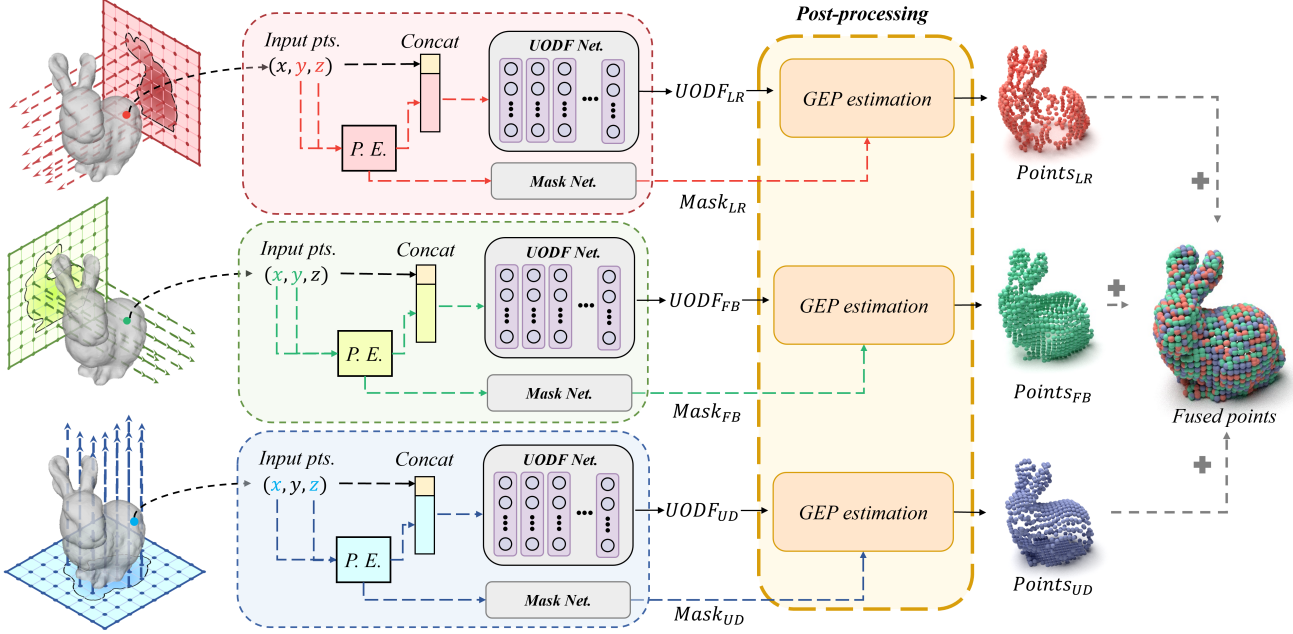 Post-processing
Input pts.
Concat
UODF Net.
(x, y, z)
P. E.
Mask Net.
UODF_LR
Mask_LR
GEP estimation
Points_LR
Input pts.
Concat
UODF Net.
(x, y, z)
P. E.
Mask Net.
UODF_FB
Mask_FB
GEP estimation
Points_FB
Fused points
Input pts.
Concat
UODF Net.
(x, y, z)
P. E.
Mask Net.
UODF_UD
Mask_UD
GEP estimation
Points_UD